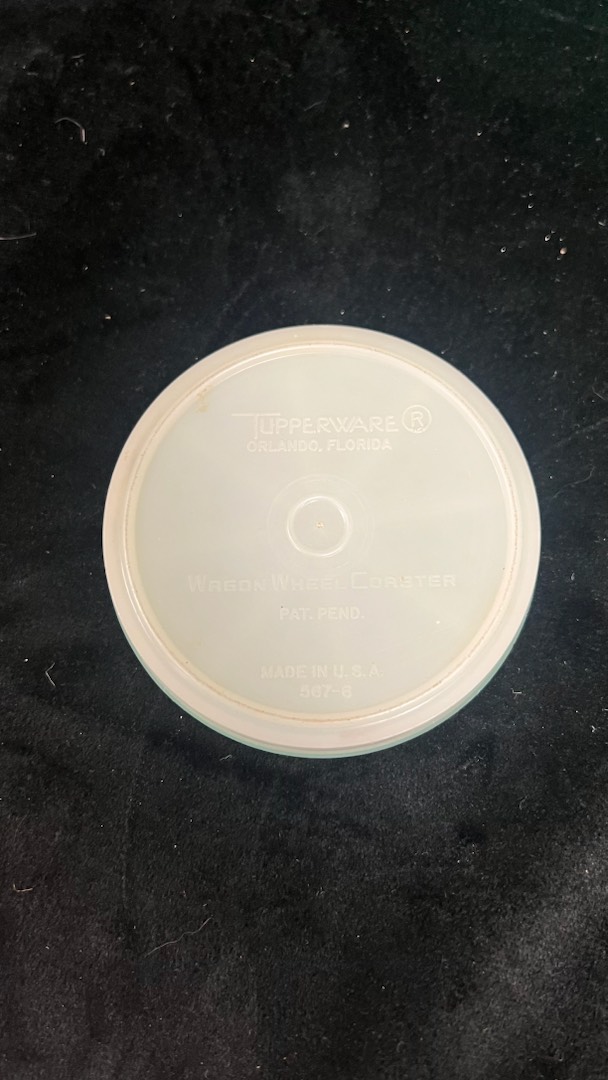 TUPPERWARE ®
ORLANDO, FLORIDA
WAGON WHEEL COASTER
PAT. PEND.
MADE IN U.S.A.
567-6